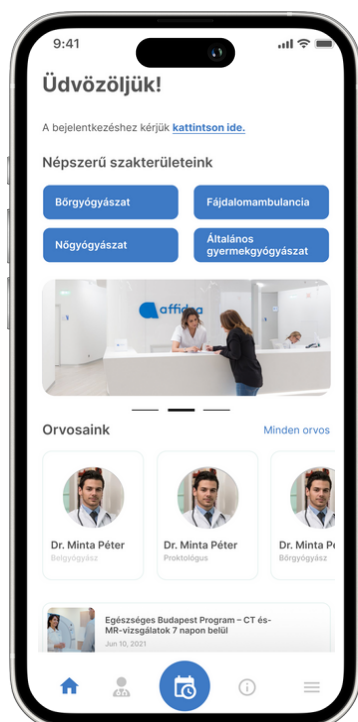 9:41
Üdvözöljük!
A bejelentkezéshez kérjük kattintson ide.
Népszerű szakterületeink
Bőrgyógyászat
Fájdalomambulancia
Nőgyógyászat
Általános
gyermekgyógyászat
affidea
Orvosaink
Minden orvos
Dr. Minta Péter
Belgyógyász
Dr. Minta Péter
Proktológus
Dr. Minta Pé
Bőrgyógyász
Egészséges Budapest Program – CT és-
MR-vizsgálatok 7 napon belül
Jun 10, 2021